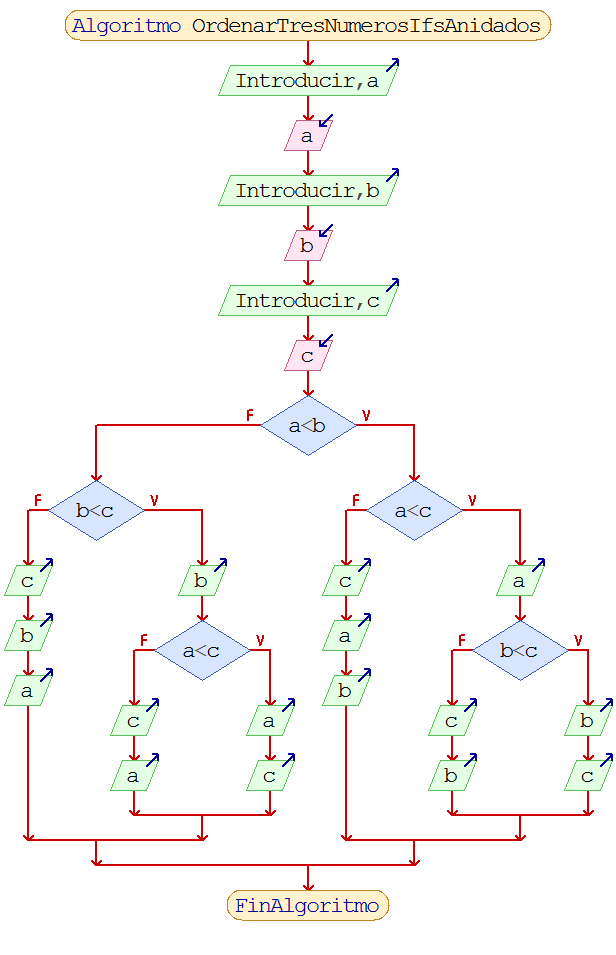 Algoritmo OrdenarTresNumerosIfsAnidados
Introducir,a
a
Introducir,b
b
Introducir,c
c
F a<b V
F b<c V
F a<c V
c b c a
b a
F a<c V
F b<c V
a b
c a c b
a c b c
FinAlgoritmo